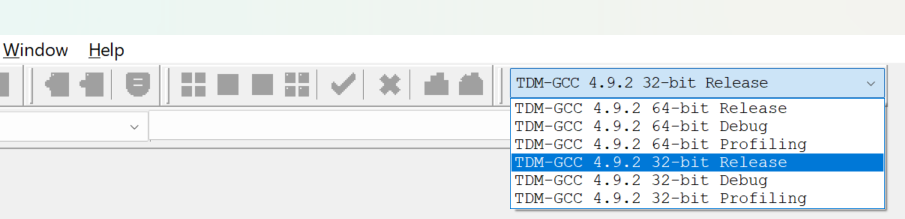 Window Help
TDM-GCC 4.9.2 32-bit Release
TDM-GCC 4.9.2 64-bit Release
TDM-GCC 4.9.2 64-bit Debug
TDM-GCC 4.9.2 64-bit Profiling
TDM-GCC 4.9.2 32-bit Release
TDM-GCC 4.9.2 32-bit Debug
TDM-GCC 4.9.2 32-bit Profiling